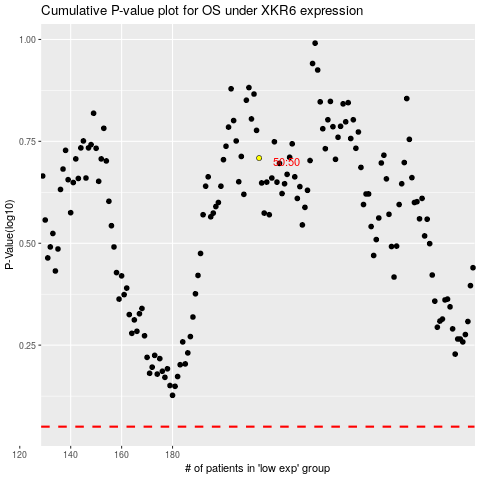 Cumulative P-value plot for OS under XKR6 expression
P-Value(log10)
1.00
0.75
0.50
0.25
50:50
120 140 160 180
# of patients in 'low exp' group